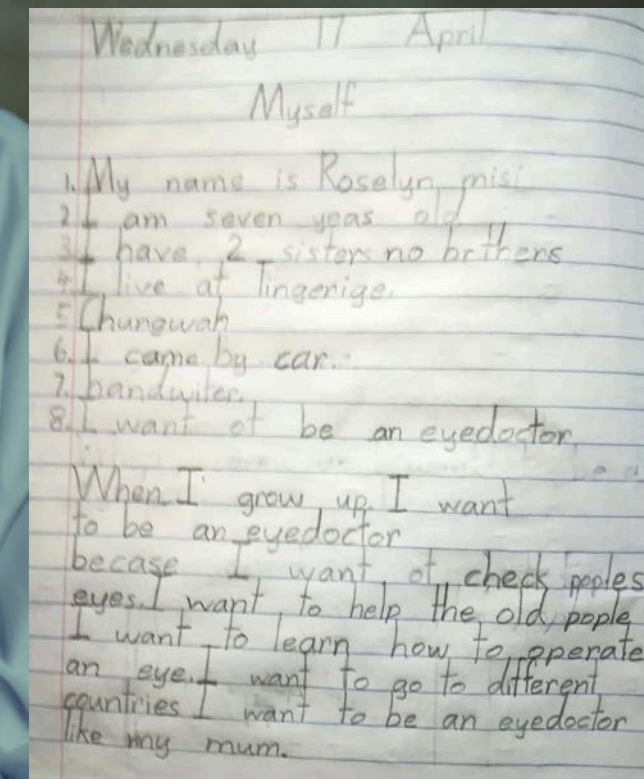 Wednesday 17 April
Myself
1. My name is Roselyn misi
2 I am seven yeas old
3 I have 2 sisters no brthers
4. I live at Tingerige.
5 Chungwah
6. I came by car.
7.
8. I want ot be an eyedoctor.
When I grow up I want
to be an eyedoctor
becase I want ot check peoples
eyes. I want to help the old pople
I want to learn how to operate
an eye. I want to go to different
countries I want to be an eyedoctor
like my mum.